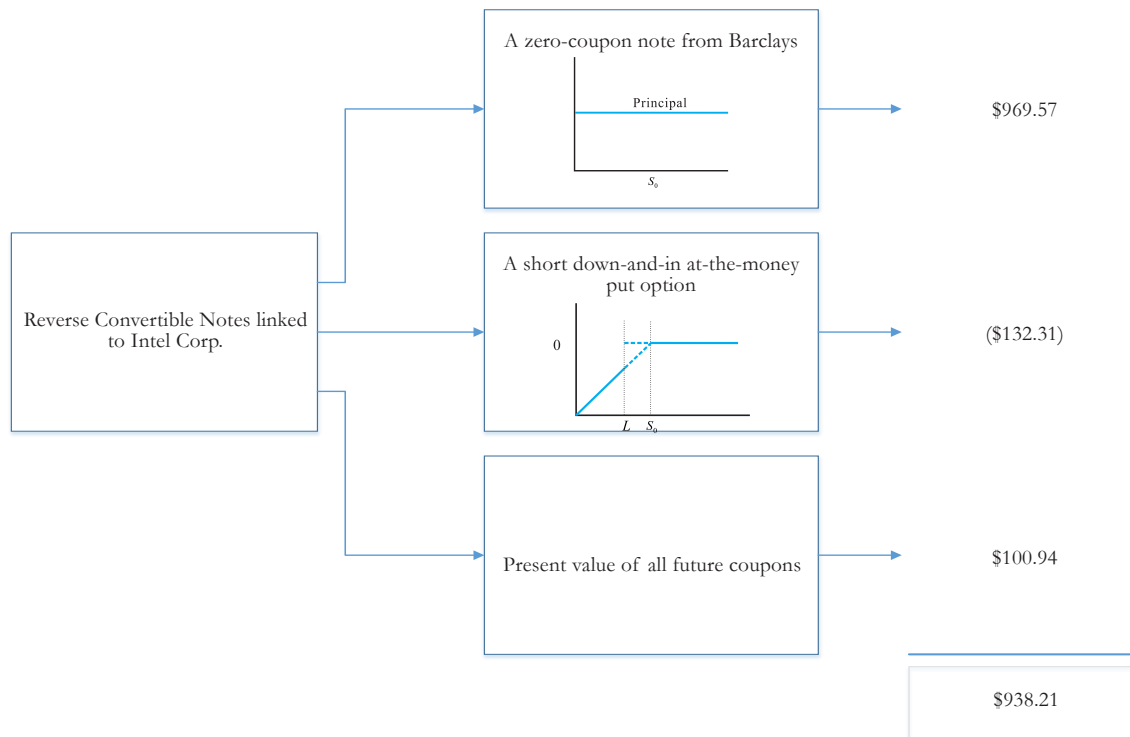 A zero-coupon note from Barclays
Principal
S₀
$969.57
Reverse Convertible Notes linked
to Intel Corp.
A short down-and-in at-the-money
put option
0
L S₀
($132.31)
Present value of all future coupons
$100.94
$938.21